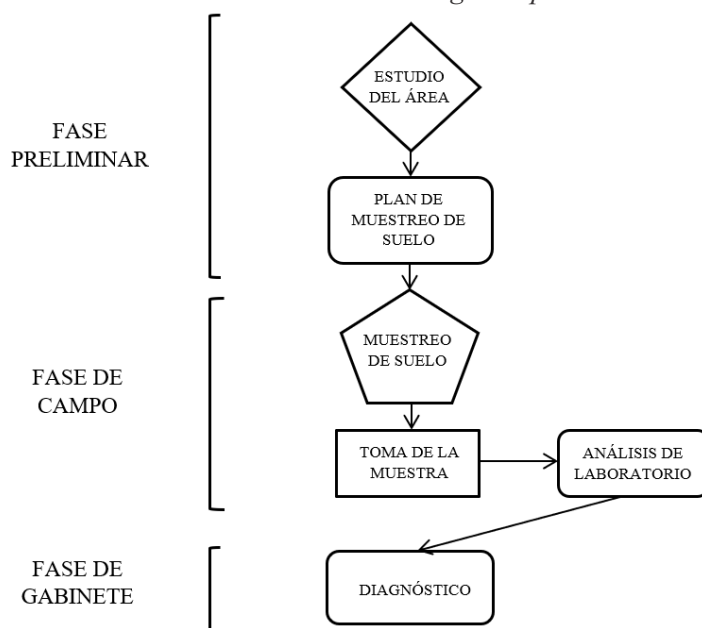 FASE
PRELIMINAR
ESTUDIO
DEL ÁREA
PLAN DE
MUESTREO DE
SUELO
FASE DE
CAMPO
MUESTREO
DE SUELO
TOMA DE LA
MUESTRA
ANÁLISIS DE
LABORATORIO
FASE DE
GABINETE
DIAGNÓSTICO